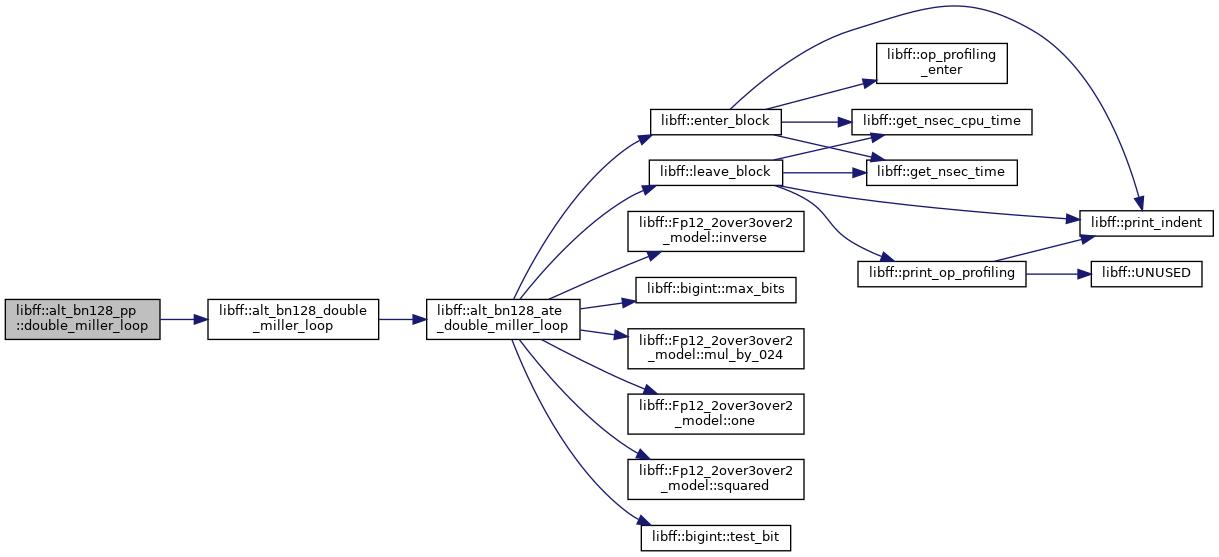 libff::alt_bn128_pp
::double_miller_loop
libff::alt_bn128_double
_miller_loop
libff::alt_bn128_ate
_double_miller_loop
libff::enter_block
libff::leave_block
libff::Fp12_2over3over2
_model::inverse
libff::bigint::max_bits
libff::Fp12_2over3over2
_model::mul_by_024
libff::Fp12_2over3over2
_model::one
libff::Fp12_2over3over2
_model::squared
libff::bigint::test_bit
libff::op_profiling
_enter
libff::get_nsec_cpu_time
libff::get_nsec_time
libff::print_op_profiling
libff::print_indent
libff::UNUSED